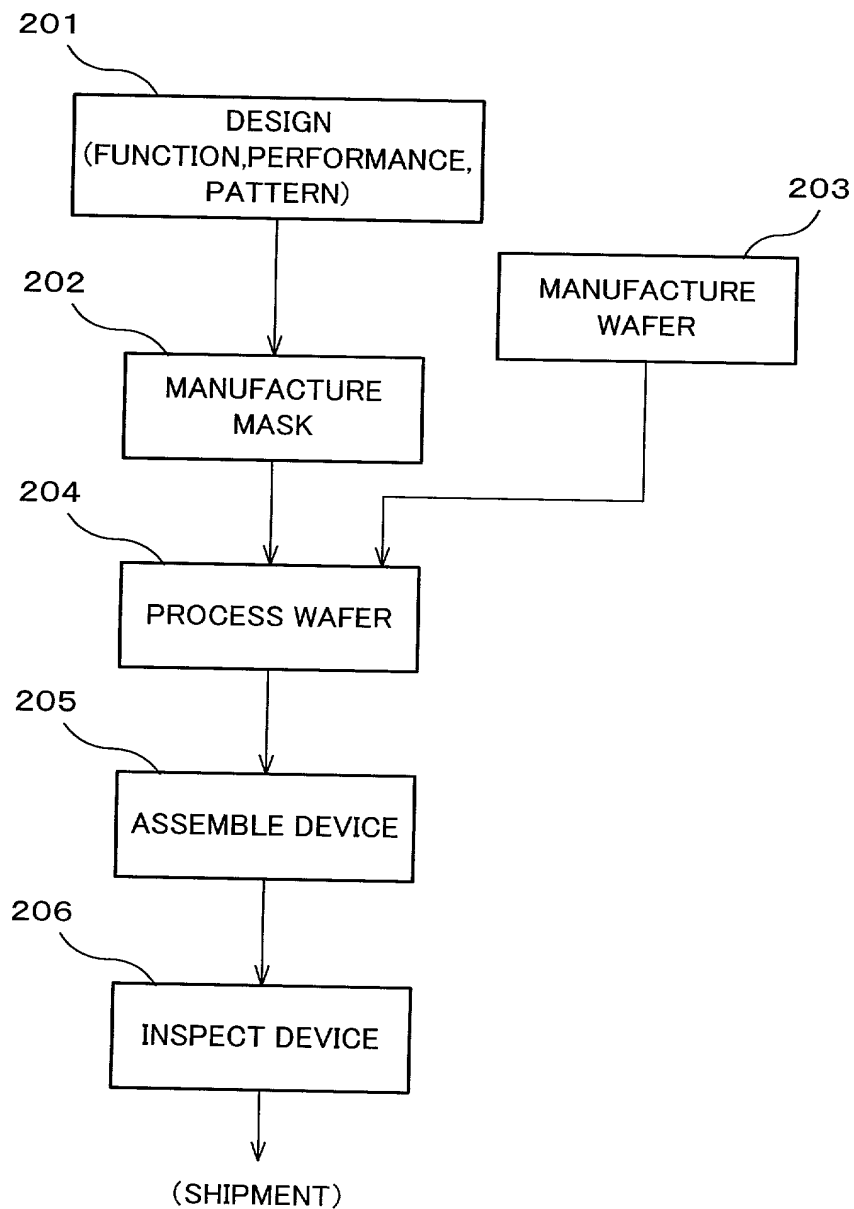 201
DESIGN
(FUNCTION,PERFORMANCE,
PATTERN)
203
MANUFACTURE
WAFER
202
MANUFACTURE
MASK
204
PROCESS WAFER
205
ASSEMBLE DEVICE
206
INSPECT DEVICE
(SHIPMENT)